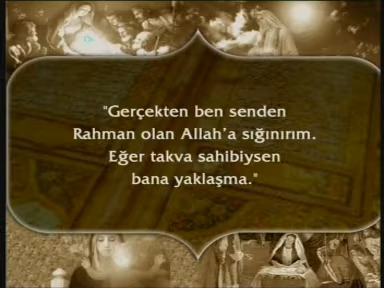 "Gerçekten ben senden
Rahman olan Allah'a sığınırım.
Eğer takva sahibiysen
bana yaklaşma."